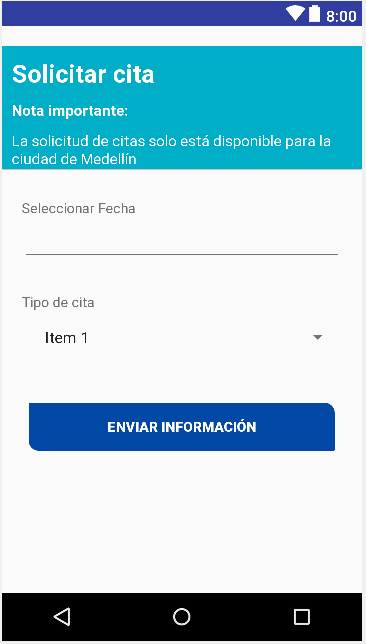 8:00
Solicitar cita
Nota importante:
La solicitud de citas solo está disponible para la
ciudad de Medellín
Seleccionar Fecha
Tipo de cita
Item 1
ENVIAR INFORMACIÓN